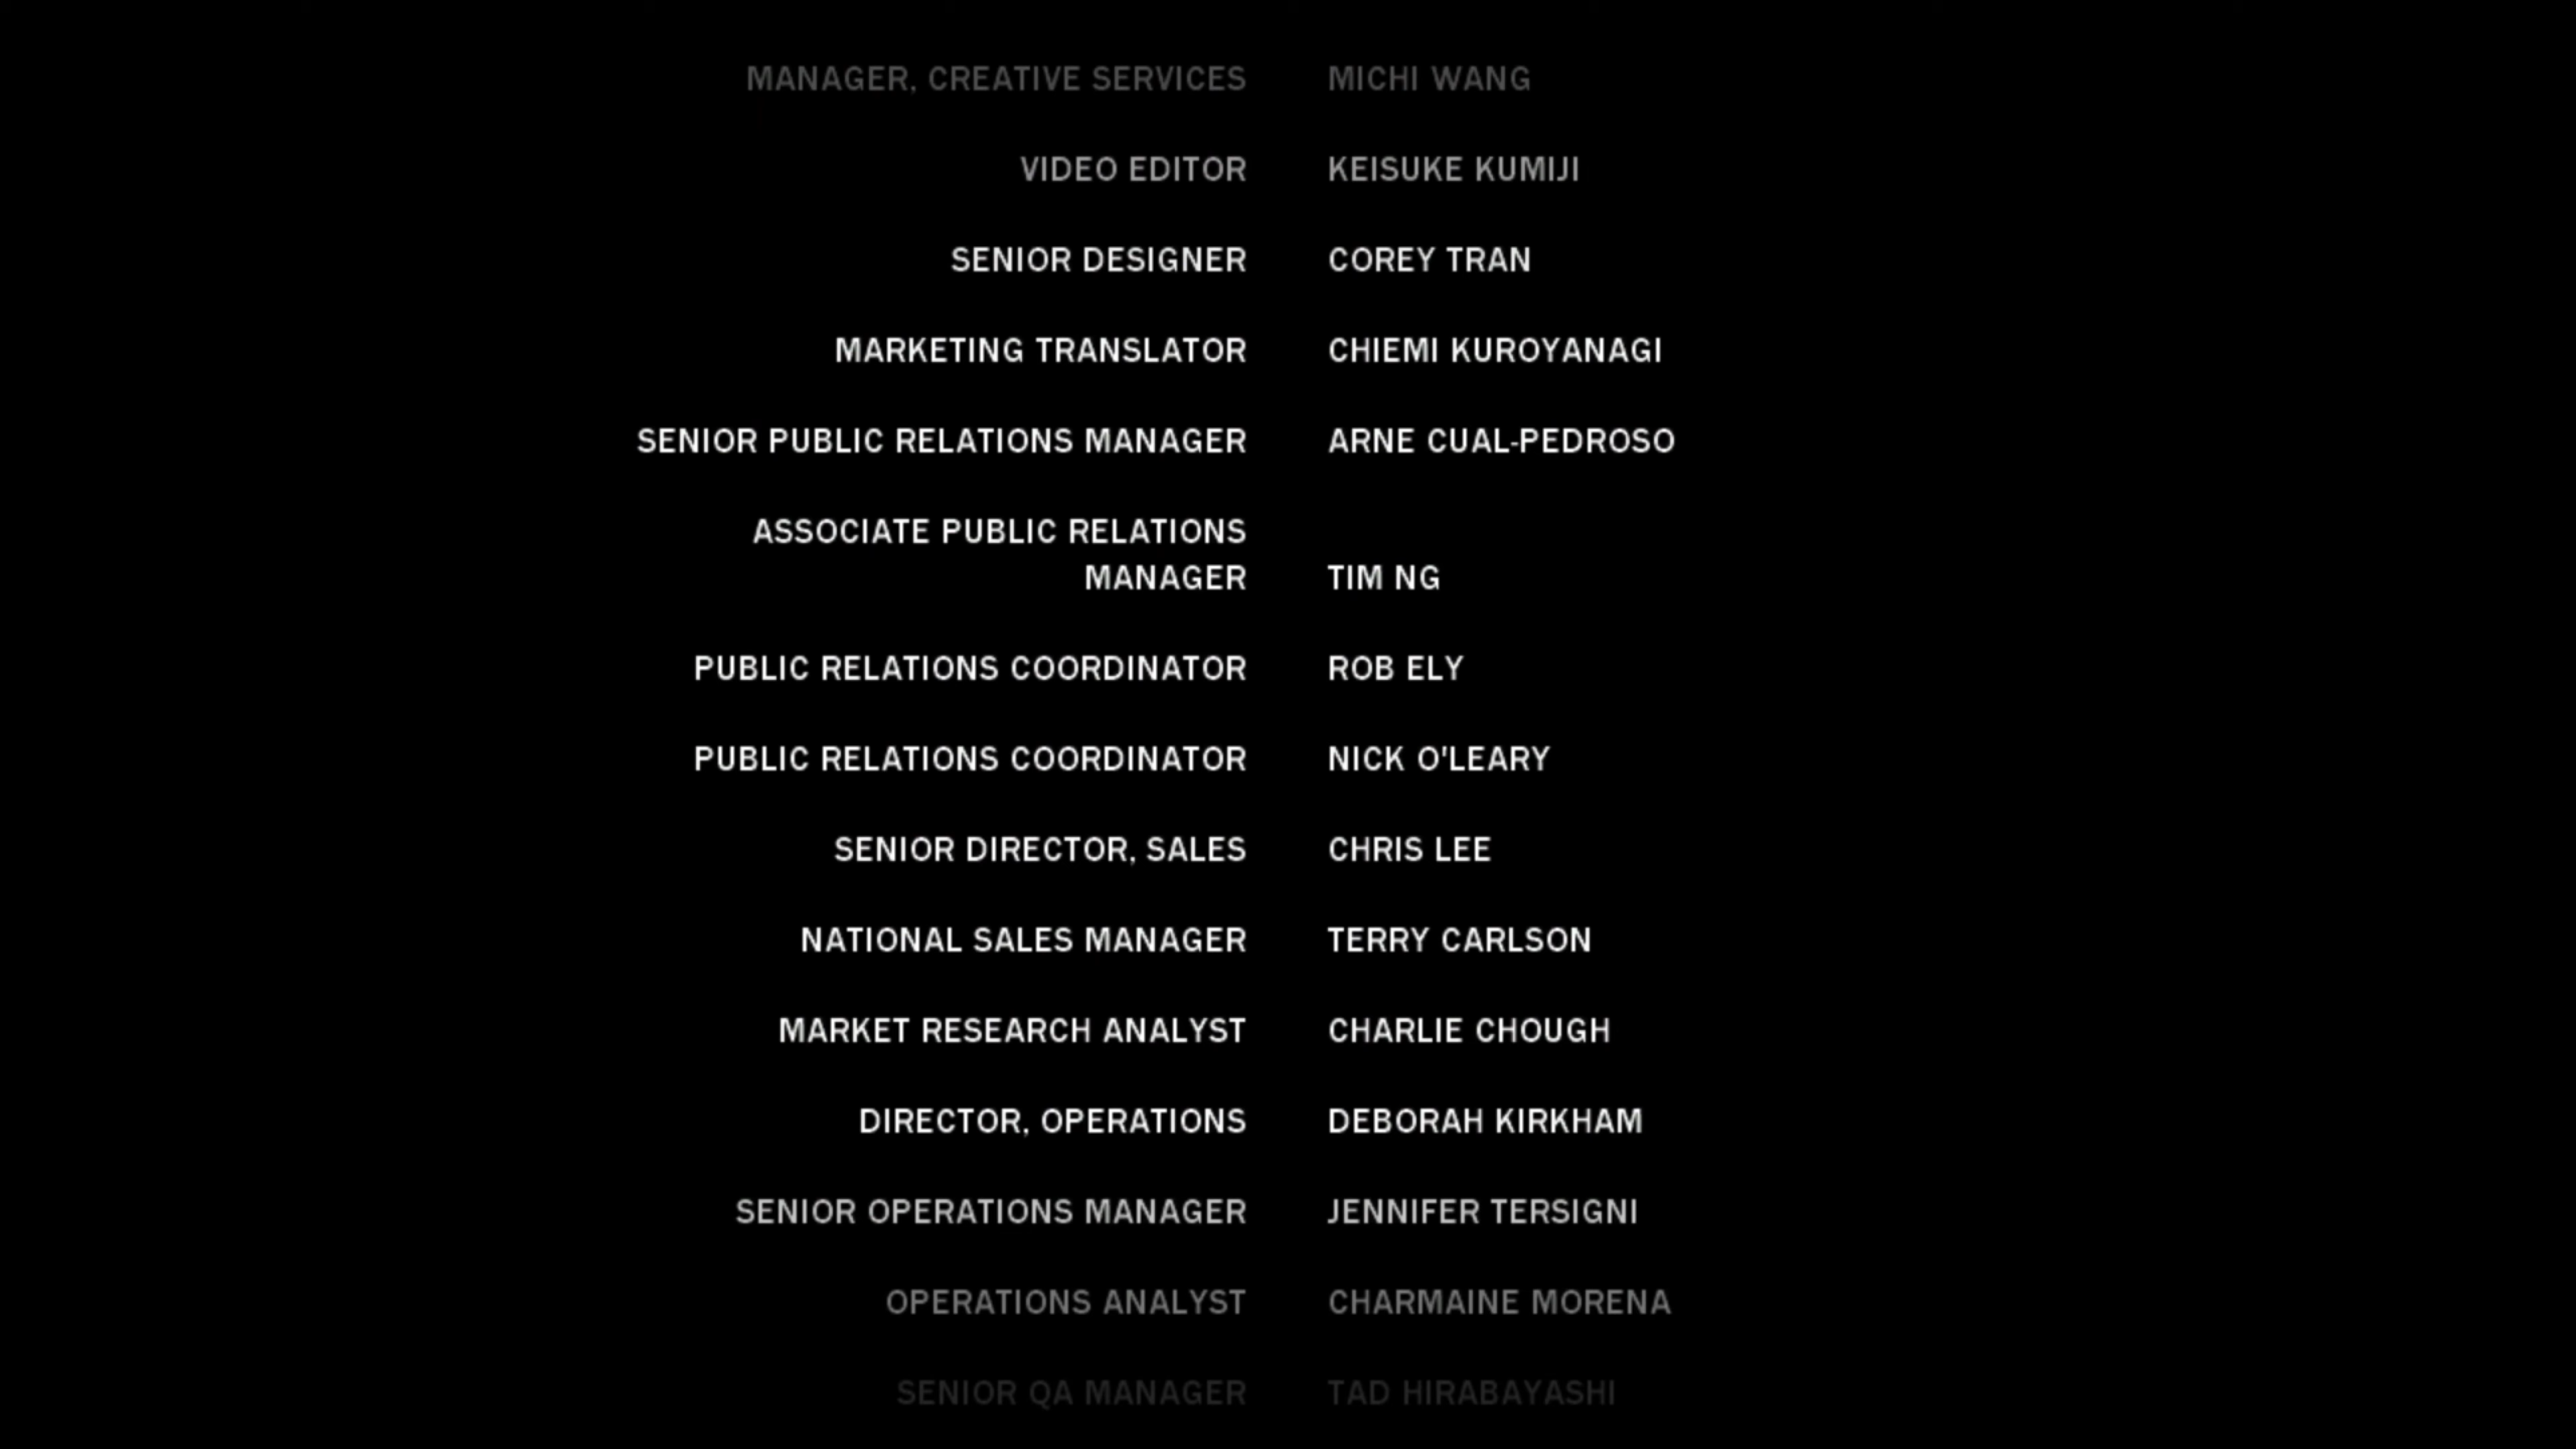 MANAGER, CREATIVE SERVICES MICHI WANG
VIDEO EDITOR KEISUKE KUMIJI
SENIOR DESIGNER COREY TRAN
MARKETING TRANSLATOR CHIEMI KUROYANAGI
SENIOR PUBLIC RELATIONS MANAGER ARNE CUAL-PEDROSO
ASSOCIATE PUBLIC RELATIONS
MANAGER TIM NG
PUBLIC RELATIONS COORDINATOR ROB ELY
PUBLIC RELATIONS COORDINATOR NICK O'LEARY
SENIOR DIRECTOR, SALES CHRIS LEE
NATIONAL SALES MANAGER TERRY CARLSON
MARKET RESEARCH ANALYST CHARLIE CHOUGH
DIRECTOR, OPERATIONS DEBORAH KIRKHAM
SENIOR OPERATIONS MANAGER JENNIFER TERSIGNI
OPERATIONS ANALYST CHARMAINE MORENA
SENIOR QA MANAGER TAD HIRABAYASHI